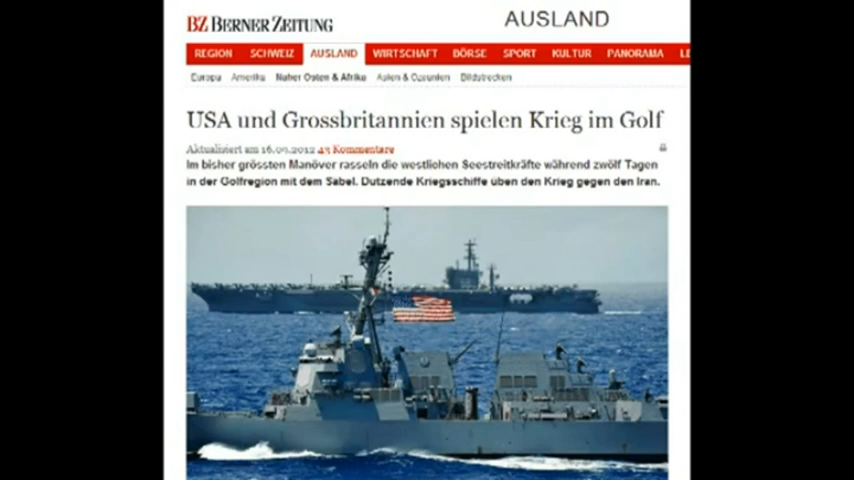 BZ BERNER ZEITUNG
AUSLAND
REGION SCHWEIZ AUSLAND WIRTSCHAFT BÖRSE SPORT KULTUR PANORAMA LE
Europa Amerika Naher Osten & Afrika Asien & Ozeanien Bildstrecken
USA und Grossbritannien spielen Krieg im Golf
Aktualisiert am 16.09.2012 43 Kommentare
Im bisher grössten Manöver rasseln die westlichen Seestreitkräfte während zwölf Tagen
in der Golfregion mit dem Säbel. Dutzende Kriegsschiffe üben den Krieg gegen den Iran.